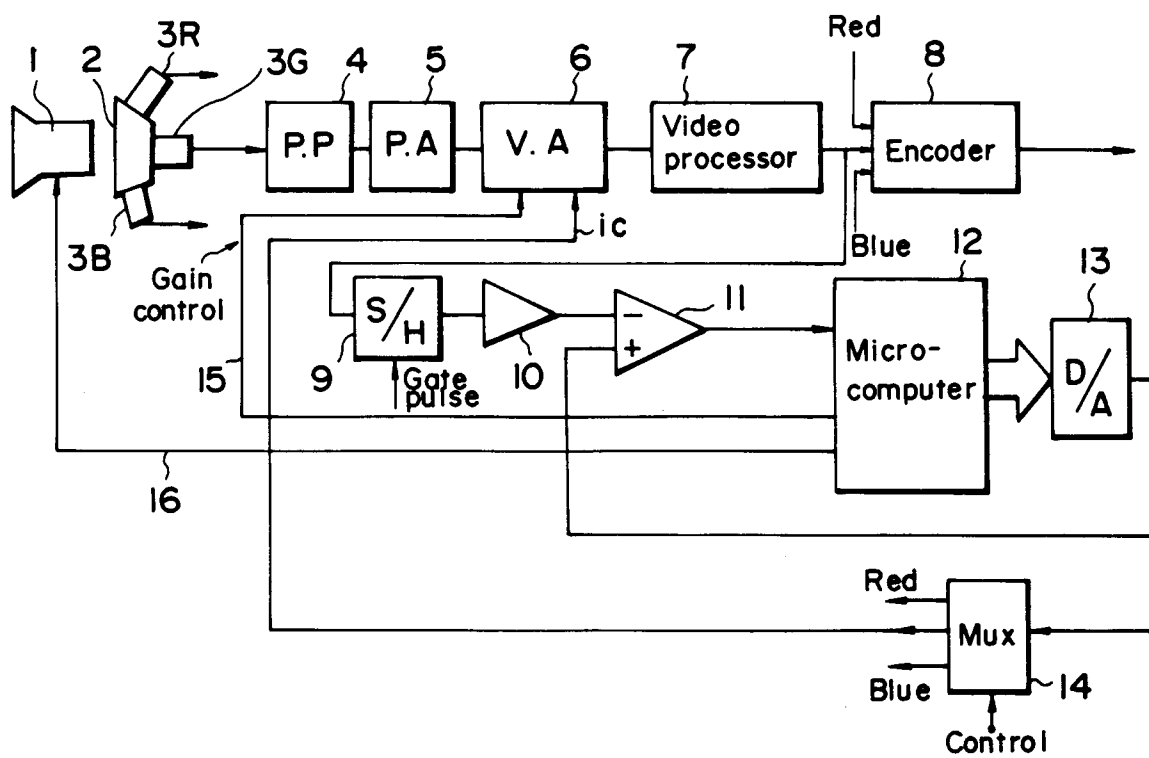 3R
Red
1
2
3G
4
5
6
7
8
P.P
P.A
V.A
Video
processor
Encoder
3B
ic
Blue
Gain
control
12
13
S/H
11
−
+
9
10
Gate
pulse
Micro-
computer
D/A
15
16
Red
Mux
Blue
14
Control